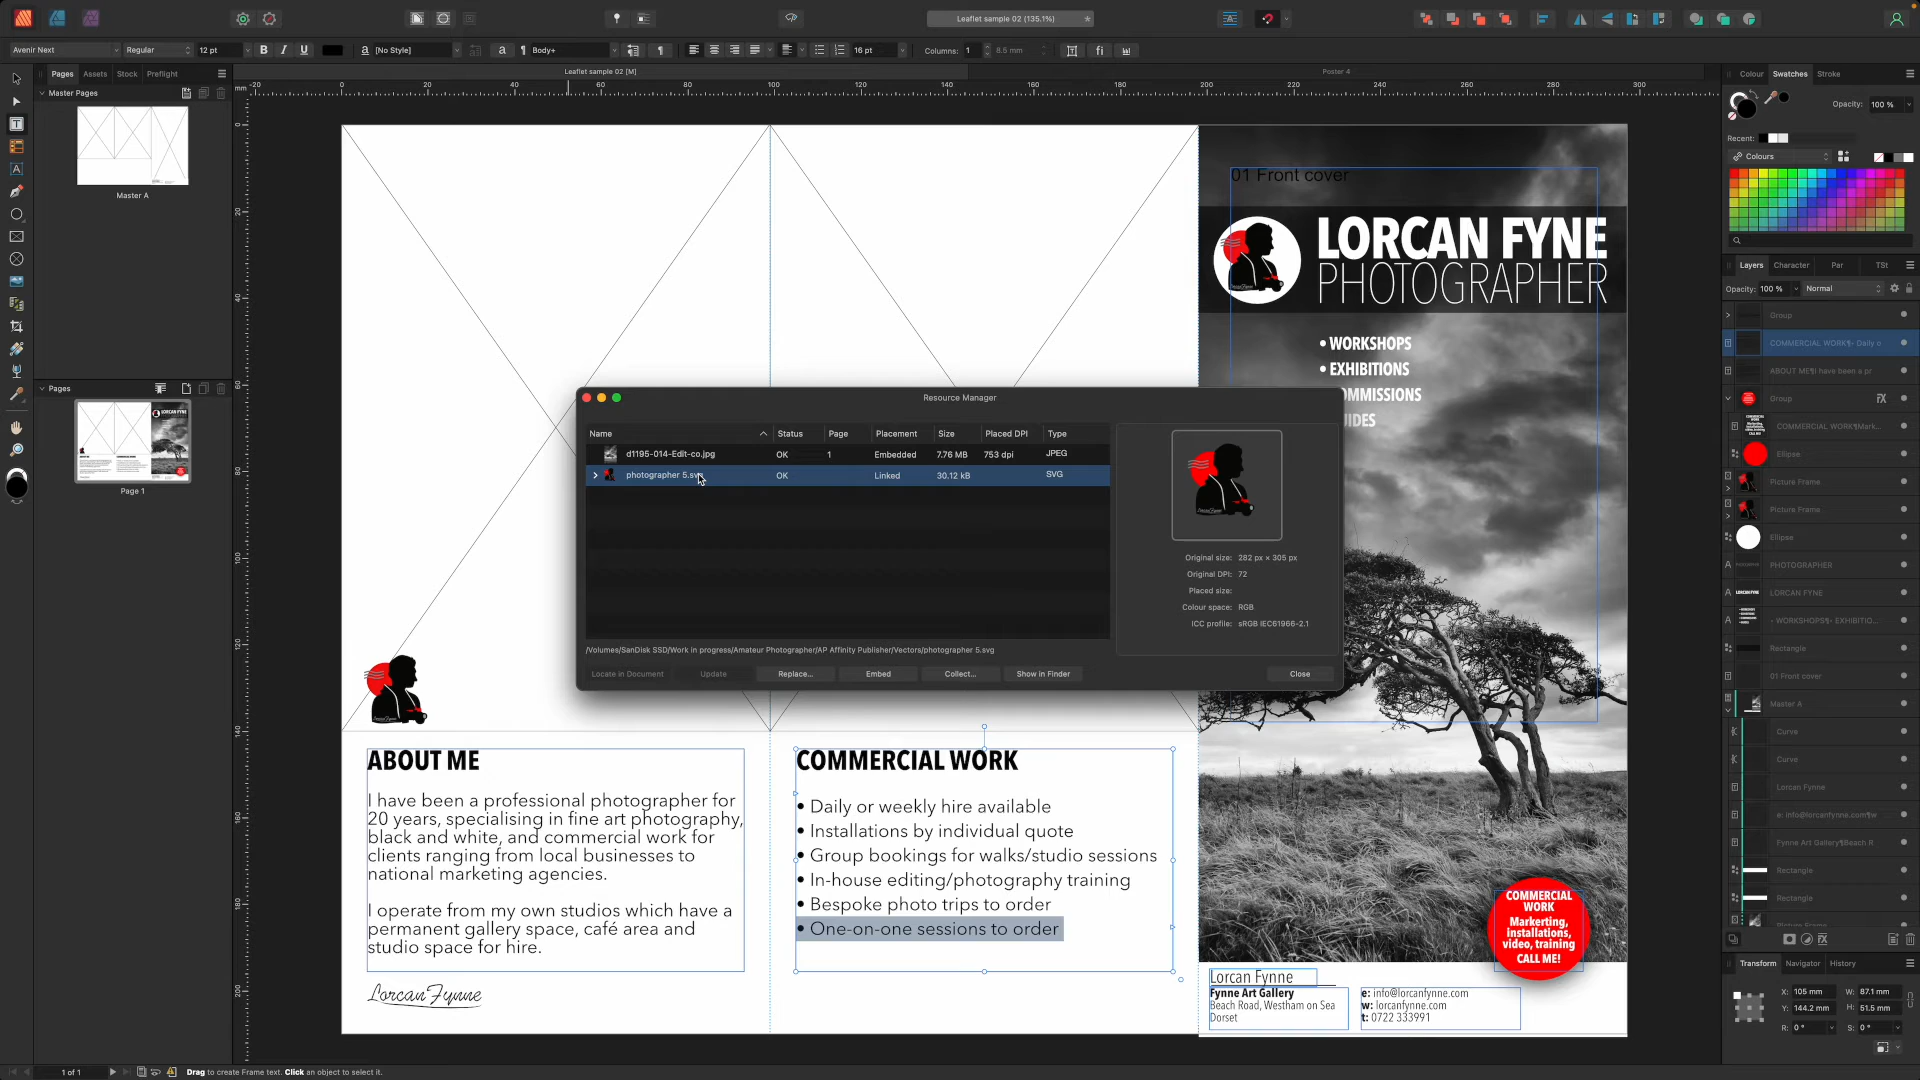 Leaflet sample 02 (135.1%)
Avenir Next
Regular
12 pt
B
I
U
[No Style]
Body+
16 pt
Columns: 1
8.5 mm
Pages
Assets
Stock
Preflight
Leaflet sample 02 [M]
Poster 4
Colour
Swatches
Stroke
Master Pages
Master A
Opacity: 100 %
Recent:
Colours
Pages
Page 1
Layers
Character
Par
TSt
Opacity: 100 %
Normal
Group
COMMERCIAL WORK¶• Daily o
ABOUT ME¶I have been a pr
Group
COMMERCIAL WORK¶Mark...
Ellipse
Picture Frame
Picture Frame
Ellipse
PHOTOGRAPHER
LORCAN FYNE
• WORKSHOPS¶• EXHIBITIO...
Rectangle
01 Front cover
Master A
Curve
Curve
Lorcan Fynne
e: info@lorcanfynne.com¶w
Fynne Art Gallery¶Beach R
Rectangle
Rectangle
Picture Frame
01 Front cover
LORCAN FYNE
PHOTOGRAPHER
• WORKSHOPS
• EXHIBITIONS
OMMISSIONS
UIDES
Resource Manager
Name Status Page Placement Size Placed DPI Type
d1195-014-Edit-co.jpg OK 1 Embedded 7.76 MB 753 dpi JPEG
photographer 5.svg OK Linked 30.12 kB SVG
Original size: 282 px × 305 px
Original DPI: 72
Placed size:
Colour space: RGB
ICC profile: sRGB IEC61966-2.1
/Volumes/SanDisk SSD/Work in progress/Amateur Photographer/AP Affinity Publisher/Vectors/photographer 5.svg
Locate in Document
Update
Replace...
Embed
Collect...
Show in Finder
Close
ABOUT ME
I have been a professional photographer for
20 years, specialising in fine art photography,
black and white, and commercial work for
clients ranging from local businesses to
national marketing agencies.
I operate from my own studios which have a
permanent gallery space, café area and
studio space for hire.
Lorcan Fynne
COMMERCIAL WORK
• Daily or weekly hire available
• Installations by individual quote
• Group bookings for walks/studio sessions
• In-house editing/photography training
• Bespoke photo trips to order
• One-on-one sessions to order
COMMERCIAL
WORK
Markerting,
installations,
video, training
CALL ME!
Lorcan Fynne
Fynne Art Gallery
Beach Road, Westham on Sea
Dorset
e: info@lorcanfynne.com
w: lorcanfynne.com
t: 0722 333991
Transform
Navigator
History
X: 105 mm
W: 87.1 mm
Y: 144.2 mm
H: 51.5 mm
R: 0 °
S: 0 °
1 of 1
Drag to create Frame text. Click an object to select it.